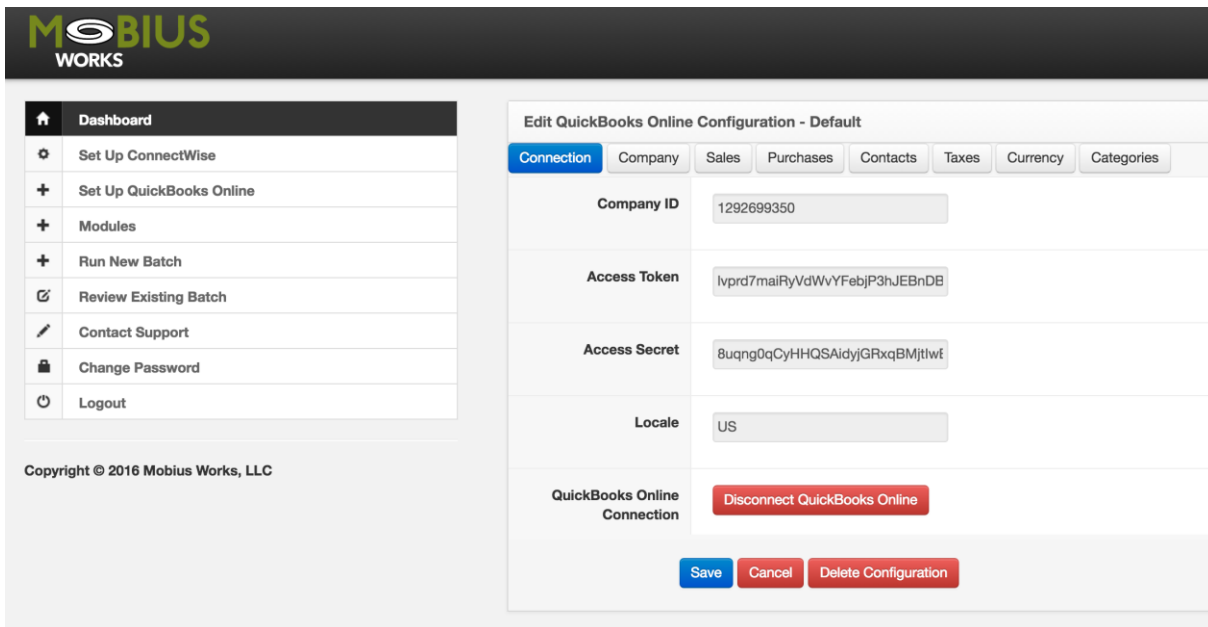 MOBIUS
WORKS
Dashboard
Set Up ConnectWise
Set Up QuickBooks Online
Modules
Run New Batch
Review Existing Batch
Contact Support
Change Password
Logout
Copyright © 2016 Mobius Works, LLC
Edit QuickBooks Online Configuration - Default
Connection Company Sales Purchases Contacts Taxes Currency Categories
Company ID 1292699350
Access Token lvprd7maiRyVdWvYFebjP3hJEBnDB
Access Secret 8uqng0qCyHHQSAidyjGRxqBMjtIwE
Locale US
QuickBooks Online
Connection
Disconnect QuickBooks Online
Save Cancel Delete Configuration